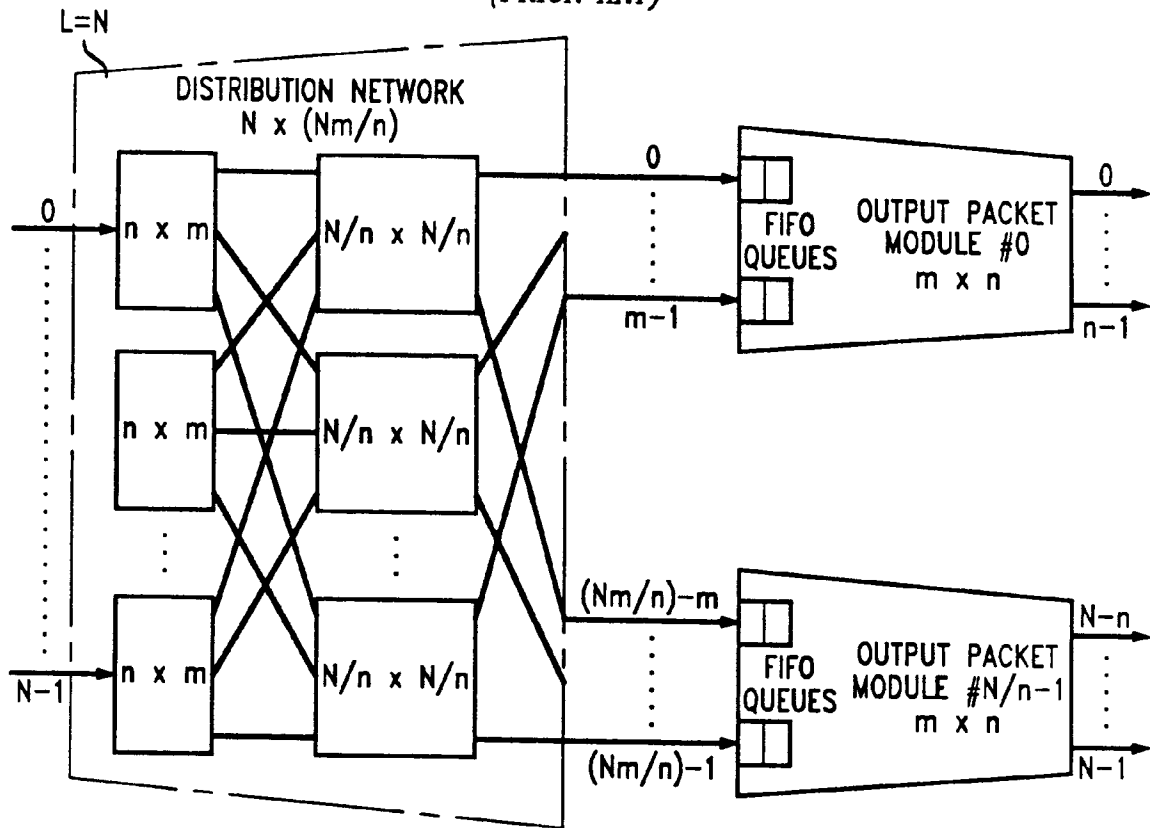 L=N
DISTRIBUTION NETWORK
N x (Nm/n)
0
N-1
n x m
N/n x N/n
n x m
N/n x N/n
n x m
N/n x N/n
0
m-1
(Nm/n)-m
(Nm/n)-1
FIFO
QUEUES
OUTPUT PACKET
MODULE #0
m x n
0
n-1
FIFO
QUEUES
OUTPUT PACKET
MODULE #N/n-1
m x n
N-n
N-1